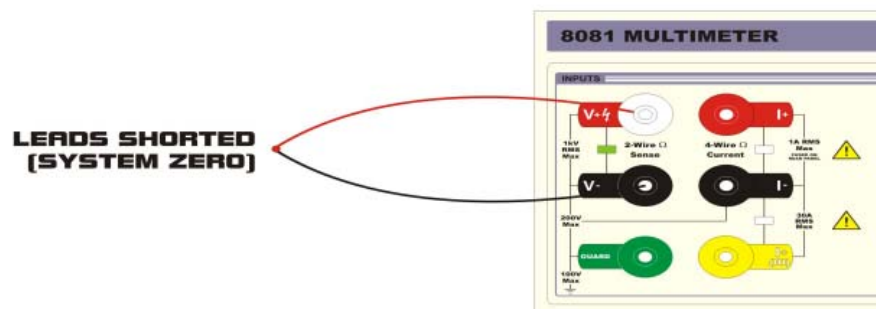 8081 MULTIMETER
INPUTS
LEADS SHORTED
(SYSTEM ZERO)
V+
I+
1kV
RMS
Max
2-Wire Ω
Sense
4-Wire Ω
Current
1A RMS
Max
V-
I-
200V
Max
30A
RMS
Max
GUARD
100V
Max